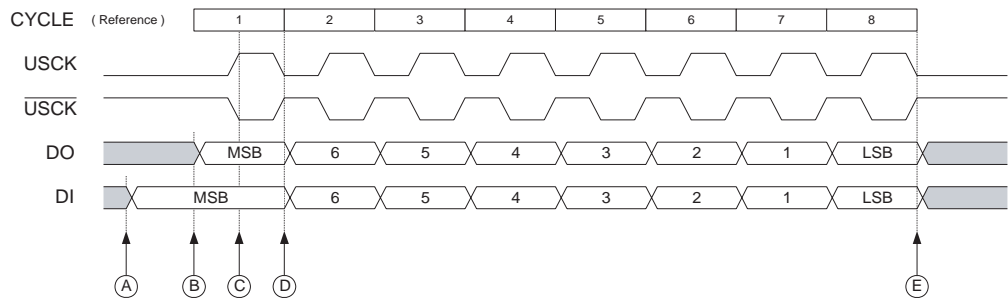 CYCLE ( Reference ) 1 2 3 4 5 6 7 8
USCK
USCK
DO MSB 6 5 4 3 2 1 LSB
DI MSB 6 5 4 3 2 1 LSB
A B C D E